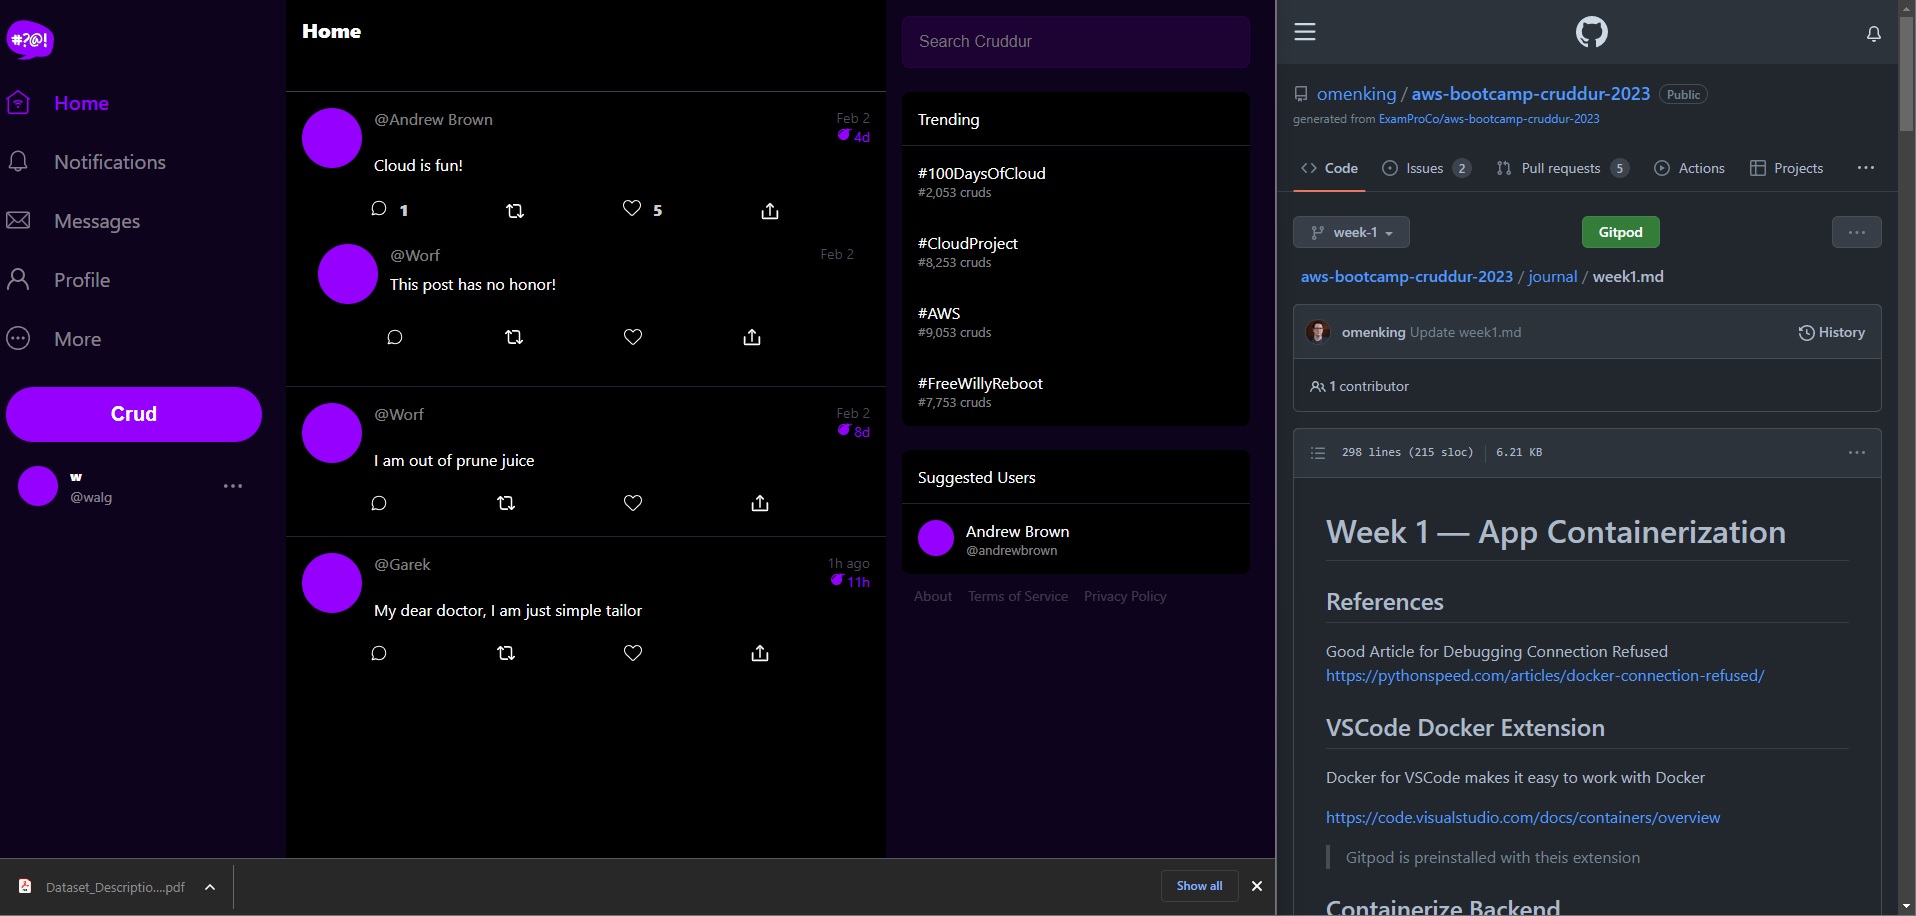 #?@!
Home
Notifications
Messages
Profile
More
Crud
w
@walg
Home
@Andrew Brown
Feb 2
4d
Cloud is fun!
1
5
@Worf
Feb 2
This post has no honor!
@Worf
Feb 2
8d
I am out of prune juice
@Garek
1h ago
11h
My dear doctor, I am just simple tailor
Search Cruddur
Trending
#100DaysOfCloud
#2,053 cruds
#CloudProject
#8,253 cruds
#AWS
#9,053 cruds
#FreeWillyReboot
#7,753 cruds
Suggested Users
Andrew Brown
@andrewbrown
About Terms of Service Privacy Policy
Dataset_Descriptio....pdf
Show all
omenking / aws-bootcamp-cruddur-2023 Public
generated from ExamProCo/aws-bootcamp-cruddur-2023
Code Issues 2 Pull requests 5 Actions Projects
week-1 Gitpod
aws-bootcamp-cruddur-2023 / journal / week1.md
omenking Update week1.md History
1 contributor
298 lines (215 sloc) 6.21 KB
Week 1 — App Containerization
References
Good Article for Debugging Connection Refused
https://pythonspeed.com/articles/docker-connection-refused/
VSCode Docker Extension
Docker for VSCode makes it easy to work with Docker
https://code.visualstudio.com/docs/containers/overview
Gitpod is preinstalled with theis extension
Containerize Backend